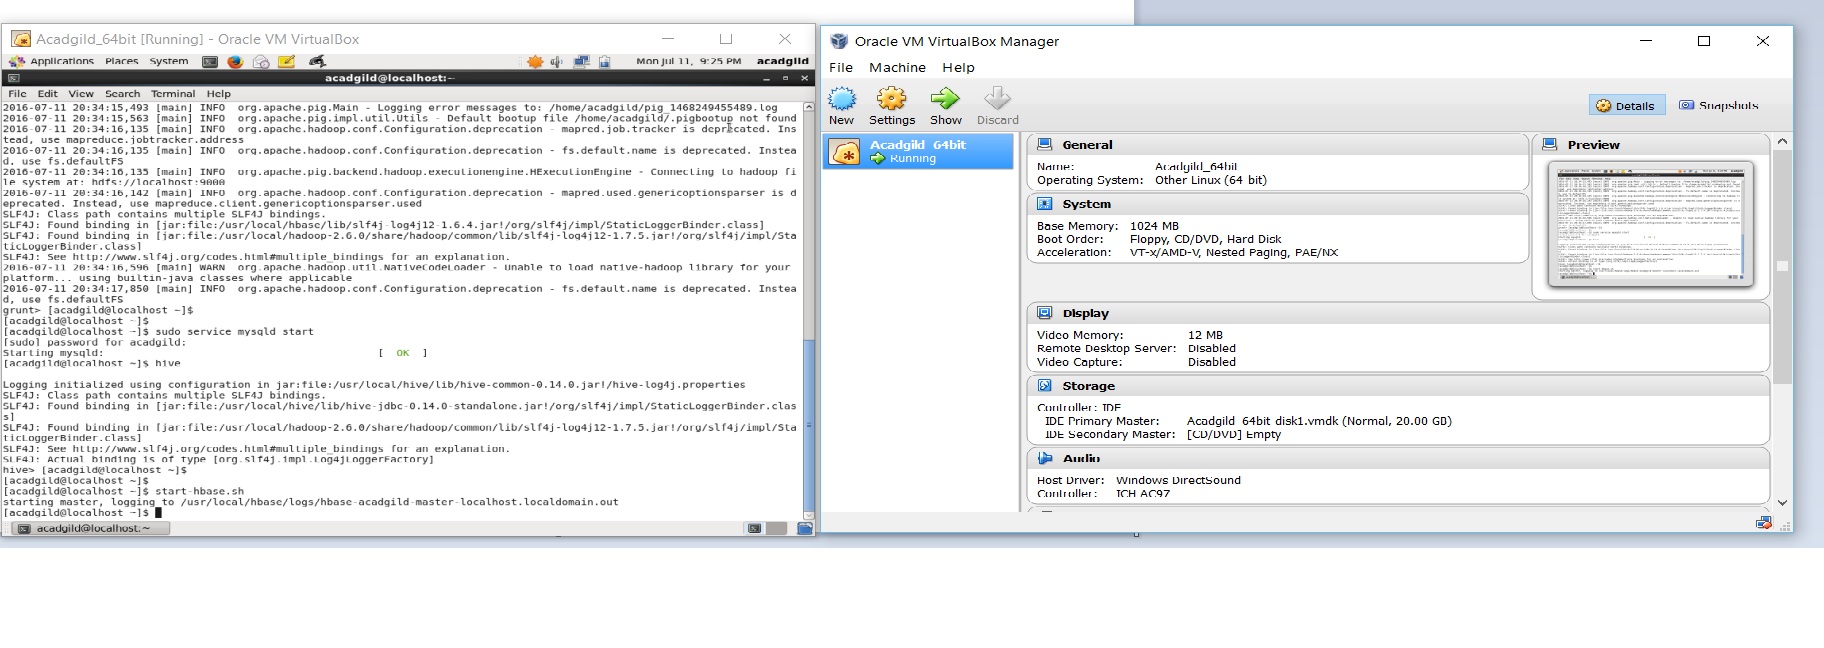 Acadgild_64bit [Running] - Oracle VM VirtualBox
Applications Places System Mon Jul 11, 9:25 PM acadgild
acadgild@localhost:~
File Edit View Search Terminal Help
2016-07-11 20:34:15,493 [main] INFO  org.apache.pig.Main - Logging error messages to: /home/acadgild/pig_1468249455489.log
2016-07-11 20:34:15,563 [main] INFO  org.apache.pig.impl.util.Utils - Default bootup file /home/acadgild/.pigbootup not found
2016-07-11 20:34:16,135 [main] INFO  org.apache.hadoop.conf.Configuration.deprecation - mapred.job.tracker is deprecated. Ins
tead, use mapreduce.jobtracker.address
2016-07-11 20:34:16,135 [main] INFO  org.apache.hadoop.conf.Configuration.deprecation - fs.default.name is deprecated. Instea
d, use fs.defaultFS
2016-07-11 20:34:16,135 [main] INFO  org.apache.pig.backend.hadoop.executionengine.HExecutionEngine - Connecting to hadoop fi
le system at: hdfs://localhost:9000
2016-07-11 20:34:16,142 [main] INFO  org.apache.hadoop.conf.Configuration.deprecation - mapred.used.genericoptionsparser is d
eprecated. Instead, use mapreduce.client.genericoptionsparser.used
SLF4J: Class path contains multiple SLF4J bindings.
SLF4J: Found binding in [jar:file:/usr/local/hbase/lib/slf4j-log4j12-1.6.4.jar!/org/slf4j/impl/StaticLoggerBinder.class]
SLF4J: Found binding in [jar:file:/usr/local/hadoop-2.6.0/share/hadoop/common/lib/slf4j-log4j12-1.7.5.jar!/org/slf4j/impl/Sta
ticLoggerBinder.class]
SLF4J: See http://www.slf4j.org/codes.html#multiple_bindings for an explanation.
2016-07-11 20:34:16,596 [main] WARN  org.apache.hadoop.util.NativeCodeLoader - Unable to load native-hadoop library for your
platform... using builtin-java classes where applicable
2016-07-11 20:34:17,850 [main] INFO  org.apache.hadoop.conf.Configuration.deprecation - fs.default.name is deprecated. Instea
d, use fs.defaultFS
grunt> [acadgild@localhost ~]$
[acadgild@localhost ~]$
[acadgild@localhost ~]$ sudo service mysqld start
[sudo] password for acadgild:
Starting mysqld: [ OK ]
[acadgild@localhost ~]$ hive
Logging initialized using configuration in jar:file:/usr/local/hive/lib/hive-common-0.14.0.jar!/hive-log4j.properties
SLF4J: Class path contains multiple SLF4J bindings.
SLF4J: Found binding in [jar:file:/usr/local/hive/lib/hive-jdbc-0.14.0-standalone.jar!/org/slf4j/impl/StaticLoggerBinder.clas
s]
SLF4J: Found binding in [jar:file:/usr/local/hadoop-2.6.0/share/hadoop/common/lib/slf4j-log4j12-1.7.5.jar!/org/slf4j/impl/Sta
ticLoggerBinder.class]
SLF4J: See http://www.slf4j.org/codes.html#multiple_bindings for an explanation.
SLF4J: Actual binding is of type [org.slf4j.impl.Log4jLoggerFactory]
hive> [acadgild@localhost ~]$
[acadgild@localhost ~]$
[acadgild@localhost ~]$ start-hbase.sh
starting master, logging to /usr/local/hbase/logs/hbase-acadgild-master-localhost.localdomain.out
[acadgild@localhost ~]$
acadgild@localhost:~
Oracle VM VirtualBox Manager
File Machine Help
New Settings Show Discard
Details Snapshots
Acadgild_64bit
Running
General
Name: Acadgild_64bit
Operating System: Other Linux (64-bit)
System
Base Memory: 1024 MB
Boot Order: Floppy, CD/DVD, Hard Disk
Acceleration: VT-x/AMD-V, Nested Paging, PAE/NX
Preview
Display
Video Memory: 12 MB
Remote Desktop Server: Disabled
Video Capture: Disabled
Storage
Controller: IDE
IDE Primary Master: Acadgild_64bit-disk1.vmdk (Normal, 20.00 GB)
IDE Secondary Master: [CD/DVD] Empty
Audio
Host Driver: Windows DirectSound
Controller: ICH AC97